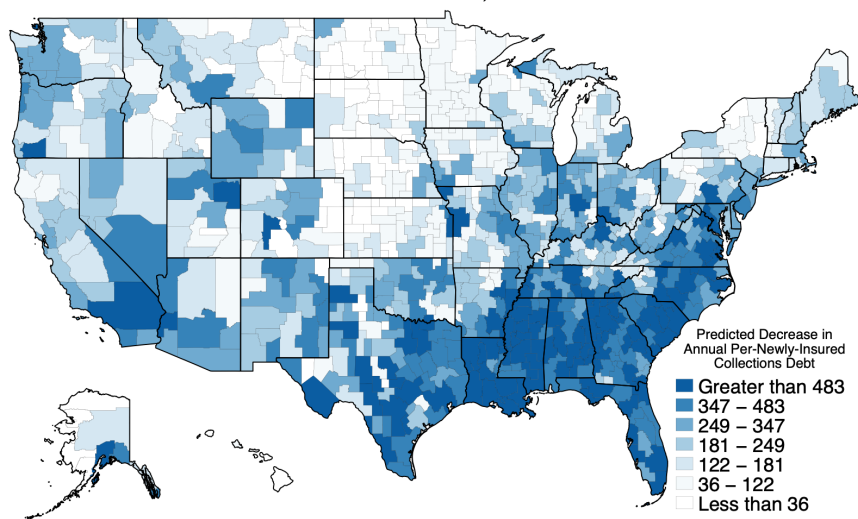 Predicted Decrease in
Annual Per-Newly-Insured
Collections Debt
Greater than 483
347 – 483
249 – 347
181 – 249
122 – 181
36 – 122
Less than 36